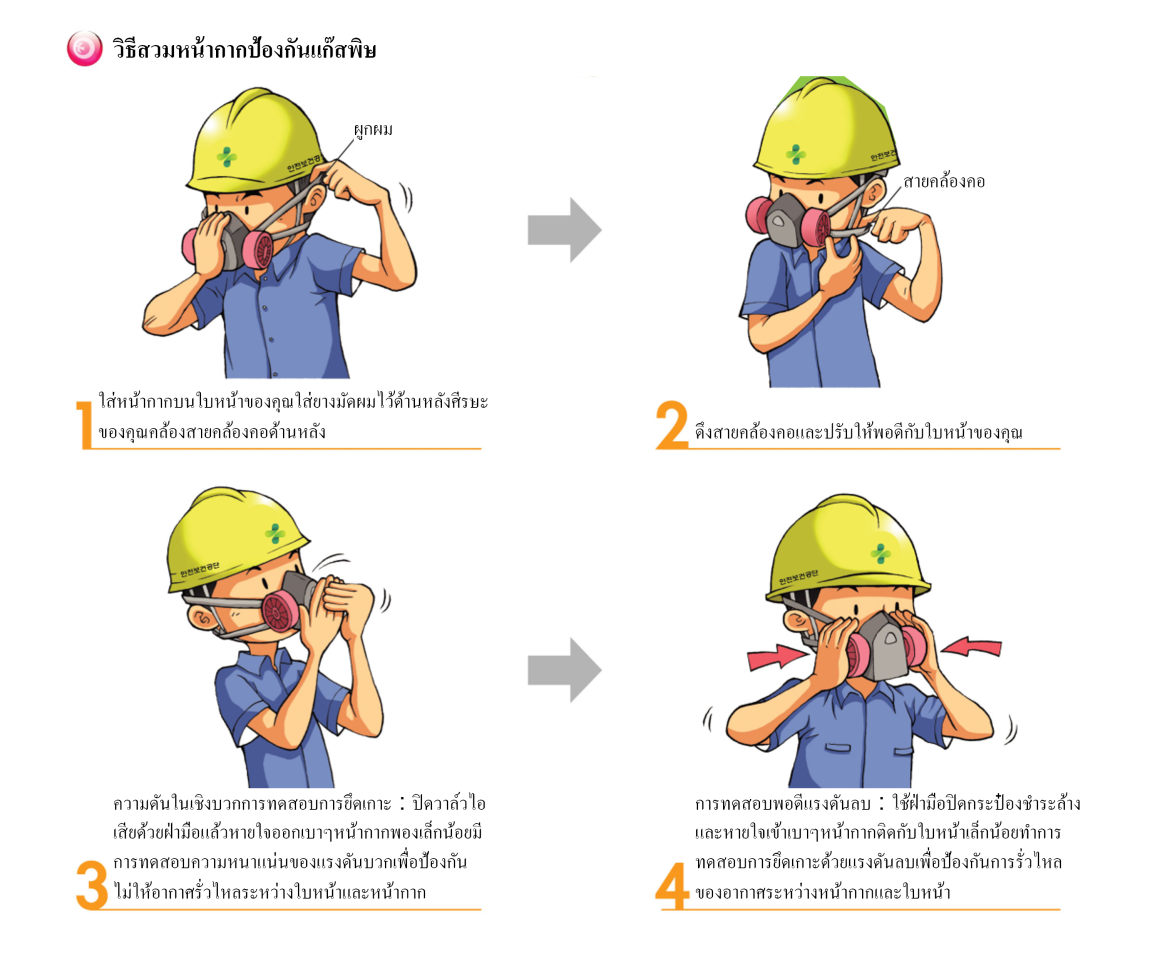 วิธีสวมหน้ากากป้องกันแก๊สพิษ
ผูกผม
안전보건공단
1
ใส่หน้ากากบนใบหน้าของคุณใส่ยางมัดผมไว้ด้านหลังศีรษะ
ของคุณคล้องสายคล้องคอด้านหลัง
สายคล้องคอ
안전보건
2
ดึงสายคล้องคอและปรับให้พอดีกับใบหน้าของคุณ
안전보건공단
3
ความดันในเชิงบวกการทดสอบการยึดเกาะ : ปิดวาล์วไอ
เสียด้วยฝ่ามือแล้วหายใจออกเบาๆหน้ากากพองเล็กน้อยมี
การทดสอบความหนาแน่นของแรงดันบวกเพื่อป้องกัน
ไม่ให้อากาศรั่วไหลระหว่างใบหน้าและหน้ากาก
안전보건공단
4
การทดสอบพอดีแรงดันลบ : ใช้ฝ่ามือปิดกระป๋องชำระล้าง
และหายใจเข้าเบาๆหน้ากากติดกับใบหน้าเล็กน้อยทำการ
ทดสอบการยึดเกาะด้วยแรงดันลบเพื่อป้องกันการรั่วไหล
ของอากาศระหว่างหน้ากากและใบหน้า